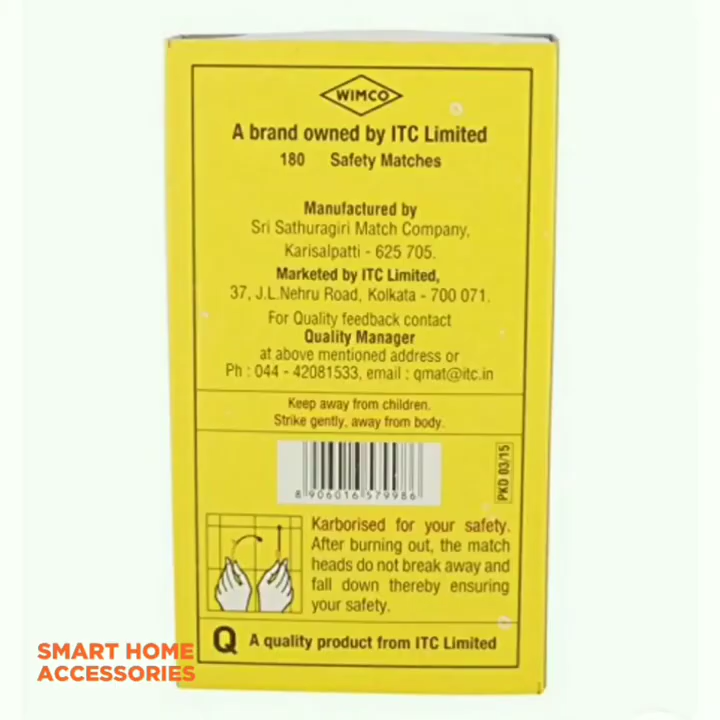 WIMCO
A brand owned by ITC Limited
180 Safety Matches
Manufactured by
Sri Sathuragiri Match Company,
Karisalpatti - 625 705.
Marketed by ITC Limited,
37, J.L.Nehru Road, Kolkata - 700 071.
For Quality feedback contact
Quality Manager
at above mentioned address or
Ph : 044 - 42081533, email : qmat@itc.in
Keep away from children.
Strike gently, away from body.
8 906016 579986
PKD 03/15
Karborised for your safety.
After burning out, the match
heads do not break away and
fall down thereby ensuring
your safety.
Q A quality product from ITC Limited
SMART HOME
ACCESSORIES